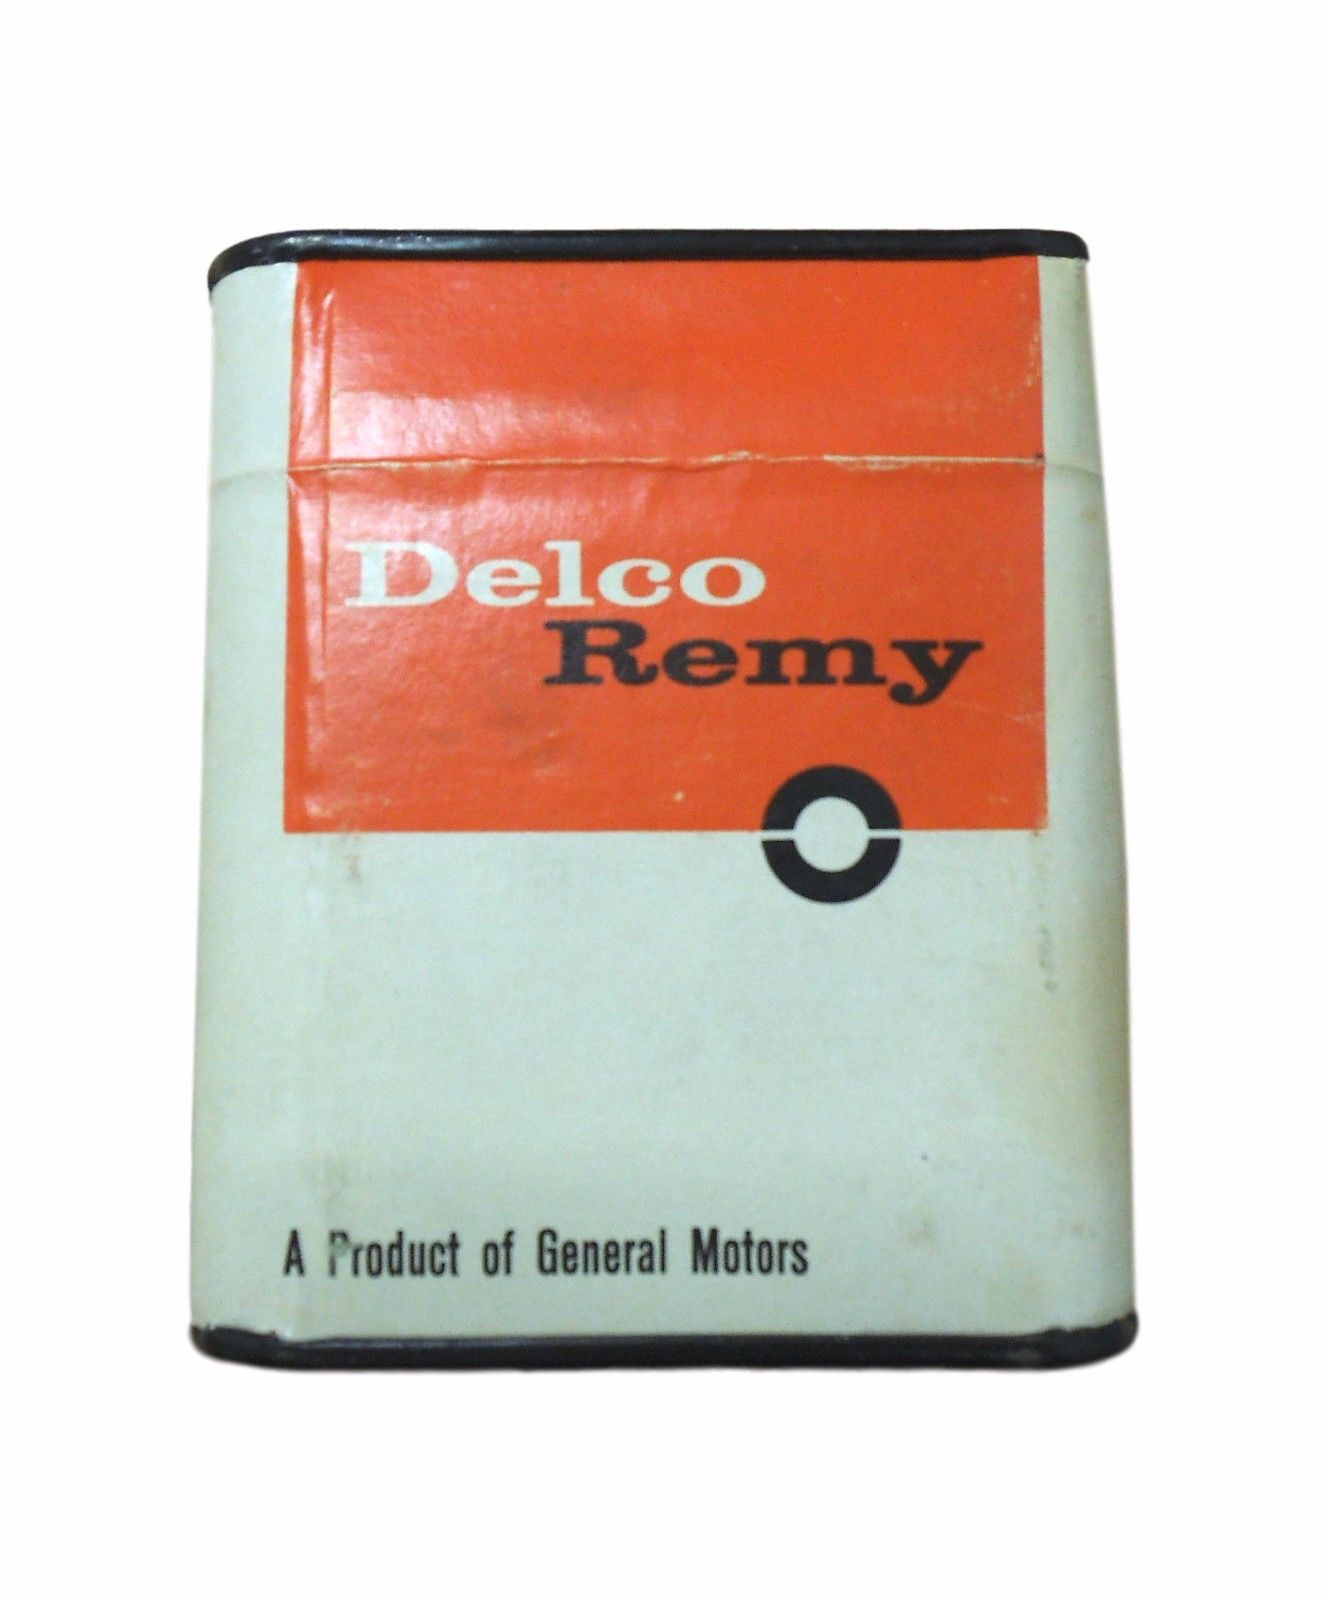 Delco
Remy
A Product of General Motors